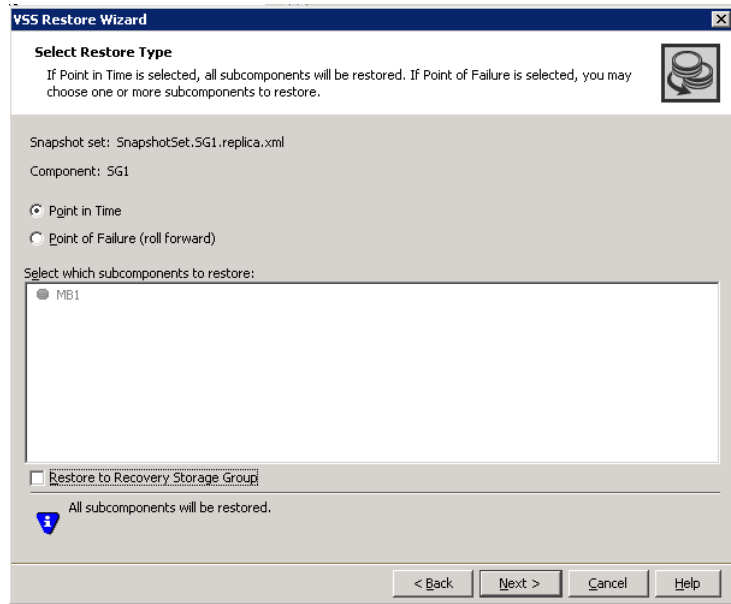 VSS Restore Wizard
Select Restore Type
If Point in Time is selected, all subcomponents will be restored. If Point of Failure is selected, you may
choose one or more subcomponents to restore.
Snapshot set: SnapshotSet.SG1.replica.xml
Component: SG1
Point in Time
Point of Failure (roll forward)
Select which subcomponents to restore:
MB1
Restore to Recovery Storage Group
All subcomponents will be restored.
< Back Next > Cancel Help